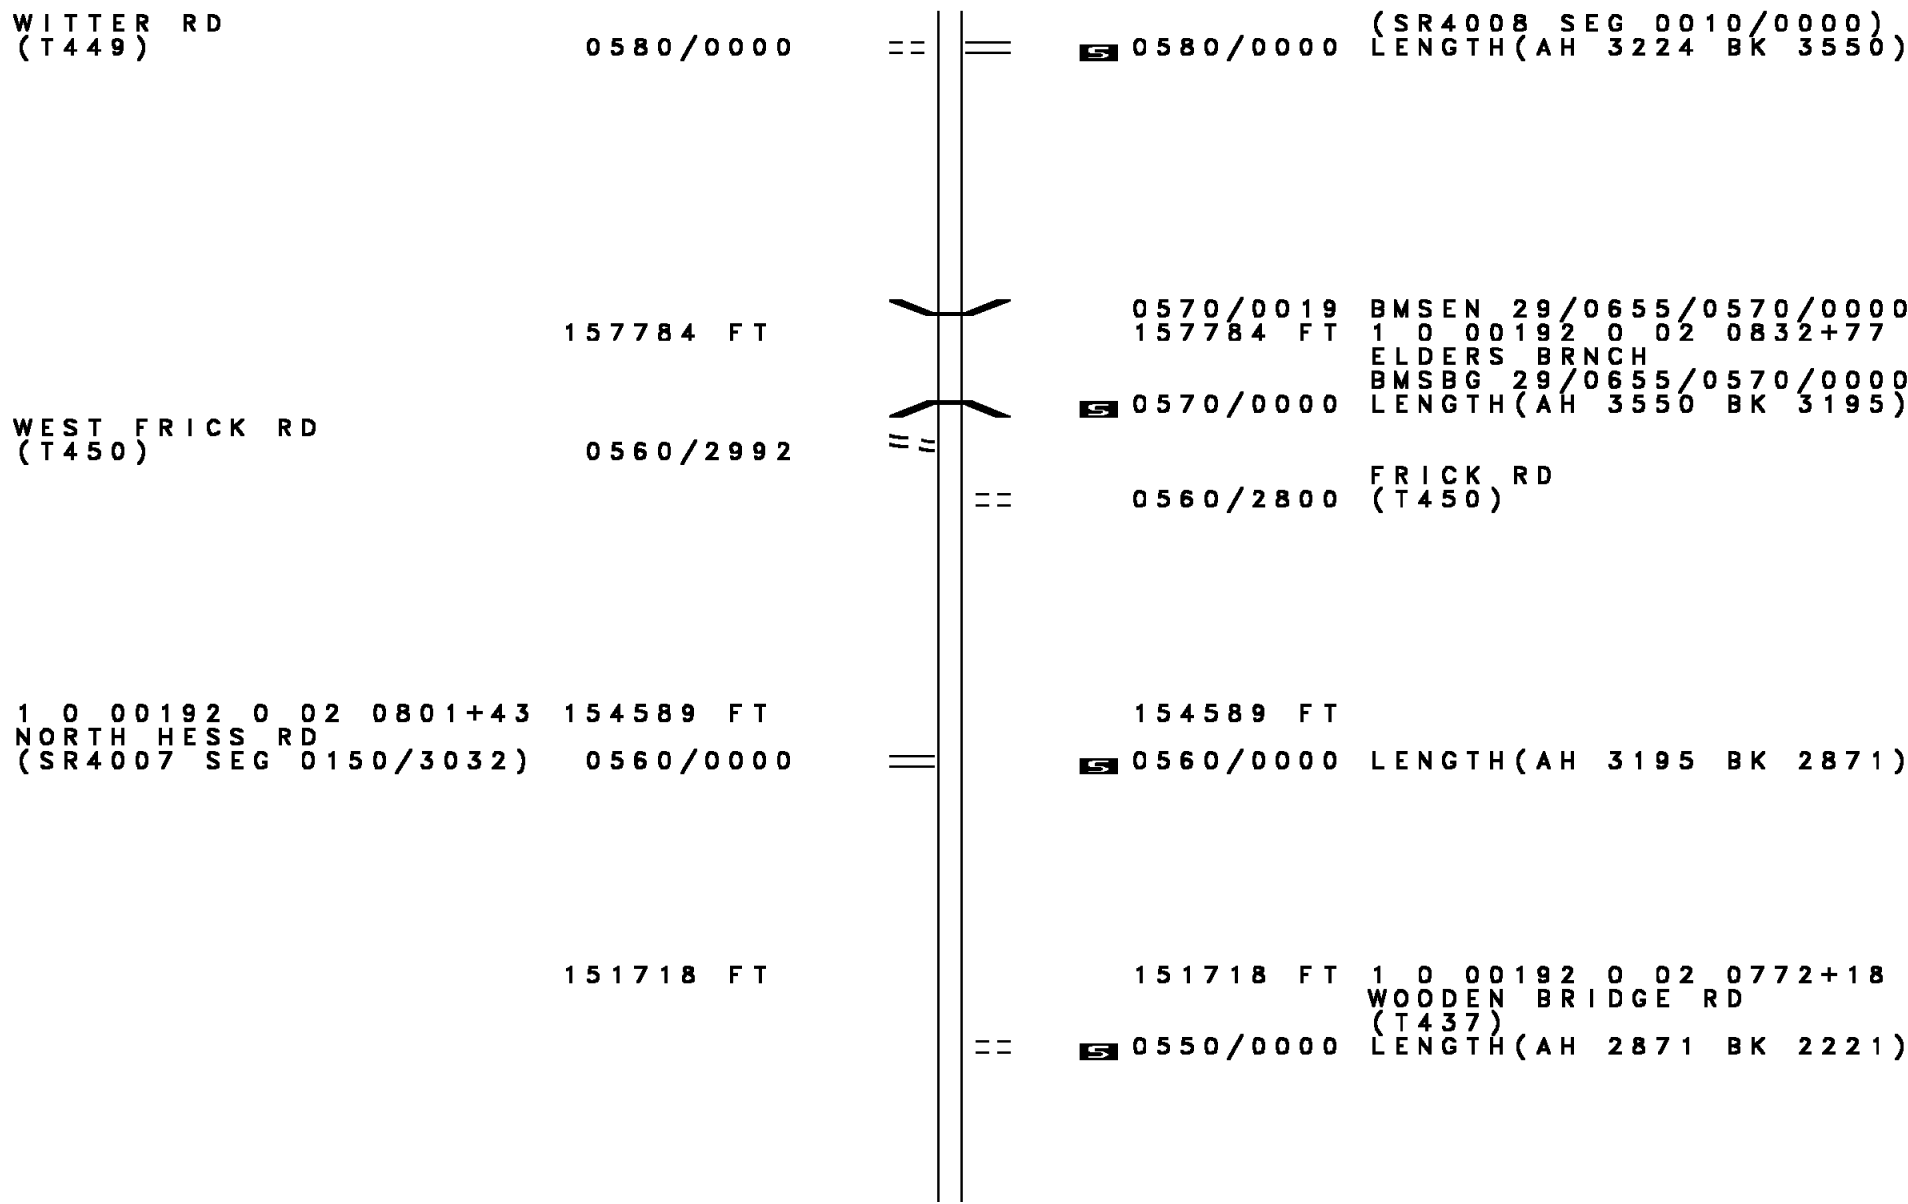 WITTER RD
(T449)
0580/0000
(SR4008 SEG 0010/0000)
S 0580/0000 LENGTH(AH 3224 BK 3550)
157784 FT
0570/0019 BMSEN 29/0655/0570/0000
157784 FT 1 0 00192 0 02 0832+77
ELDERS BRNCH
BMSBG 29/0655/0570/0000
S 0570/0000 LENGTH(AH 3550 BK 3195)
WEST FRICK RD
(T450)
0560/2992
FRICK RD
0560/2800 (T450)
1 0 00192 0 02 0801+43 154589 FT
NORTH HESS RD
(SR4007 SEG 0150/3032) 0560/0000
154589 FT
S 0560/0000 LENGTH(AH 3195 BK 2871)
151718 FT
151718 FT 1 0 00192 0 02 0772+18
WOODEN BRIDGE RD
(T437)
S 0550/0000 LENGTH(AH 2871 BK 2221)